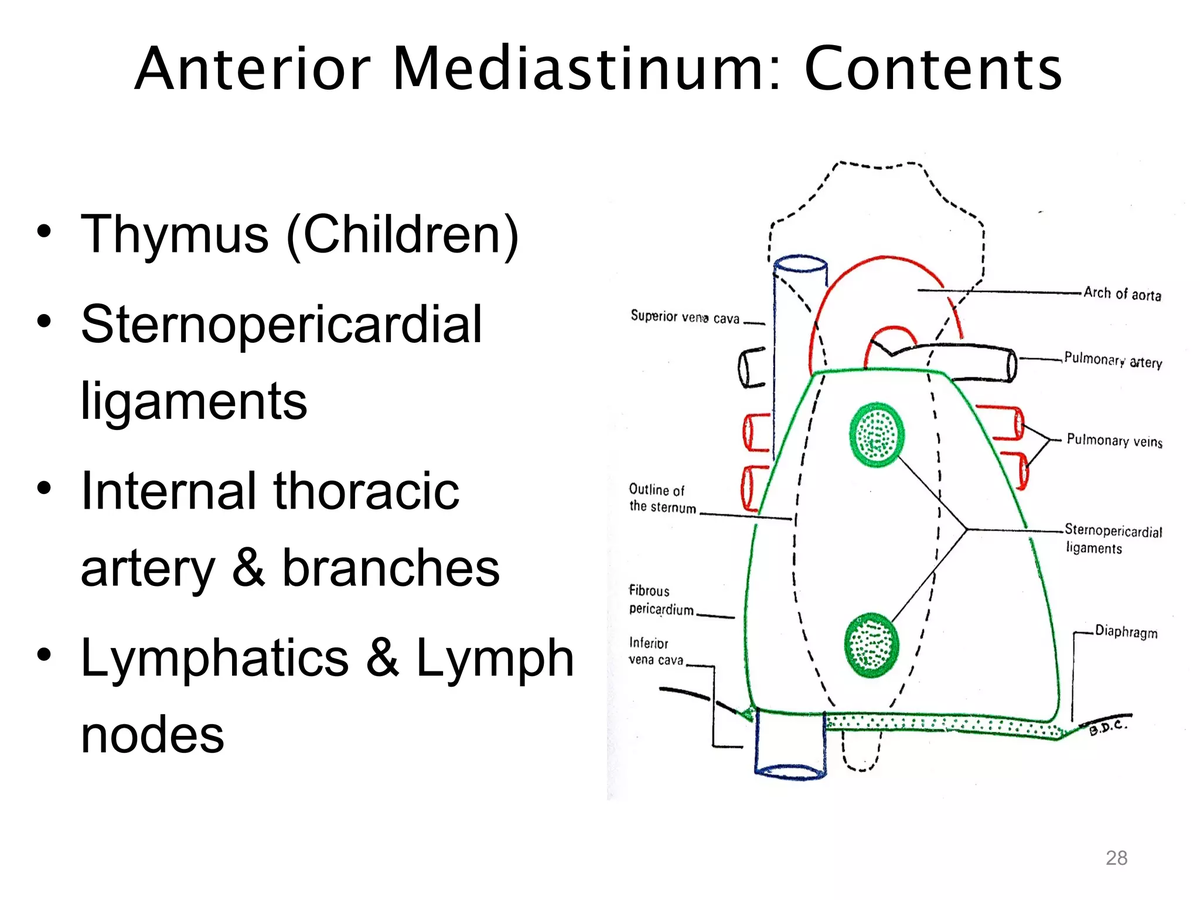 Anterior Mediastinum: Contents
• Thymus (Children)
• Sternopericardial
ligaments
• Internal thoracic
artery & branches
• Lymphatics & Lymph
nodes
Superior vena cava
Outline of
the sternum
Fibrous
pericardium
Inferior
vena cava
Arch of aorta
Pulmonary artery
Pulmonary veins
Sternopericardial
ligaments
Diaphragm
B.D.C.
28